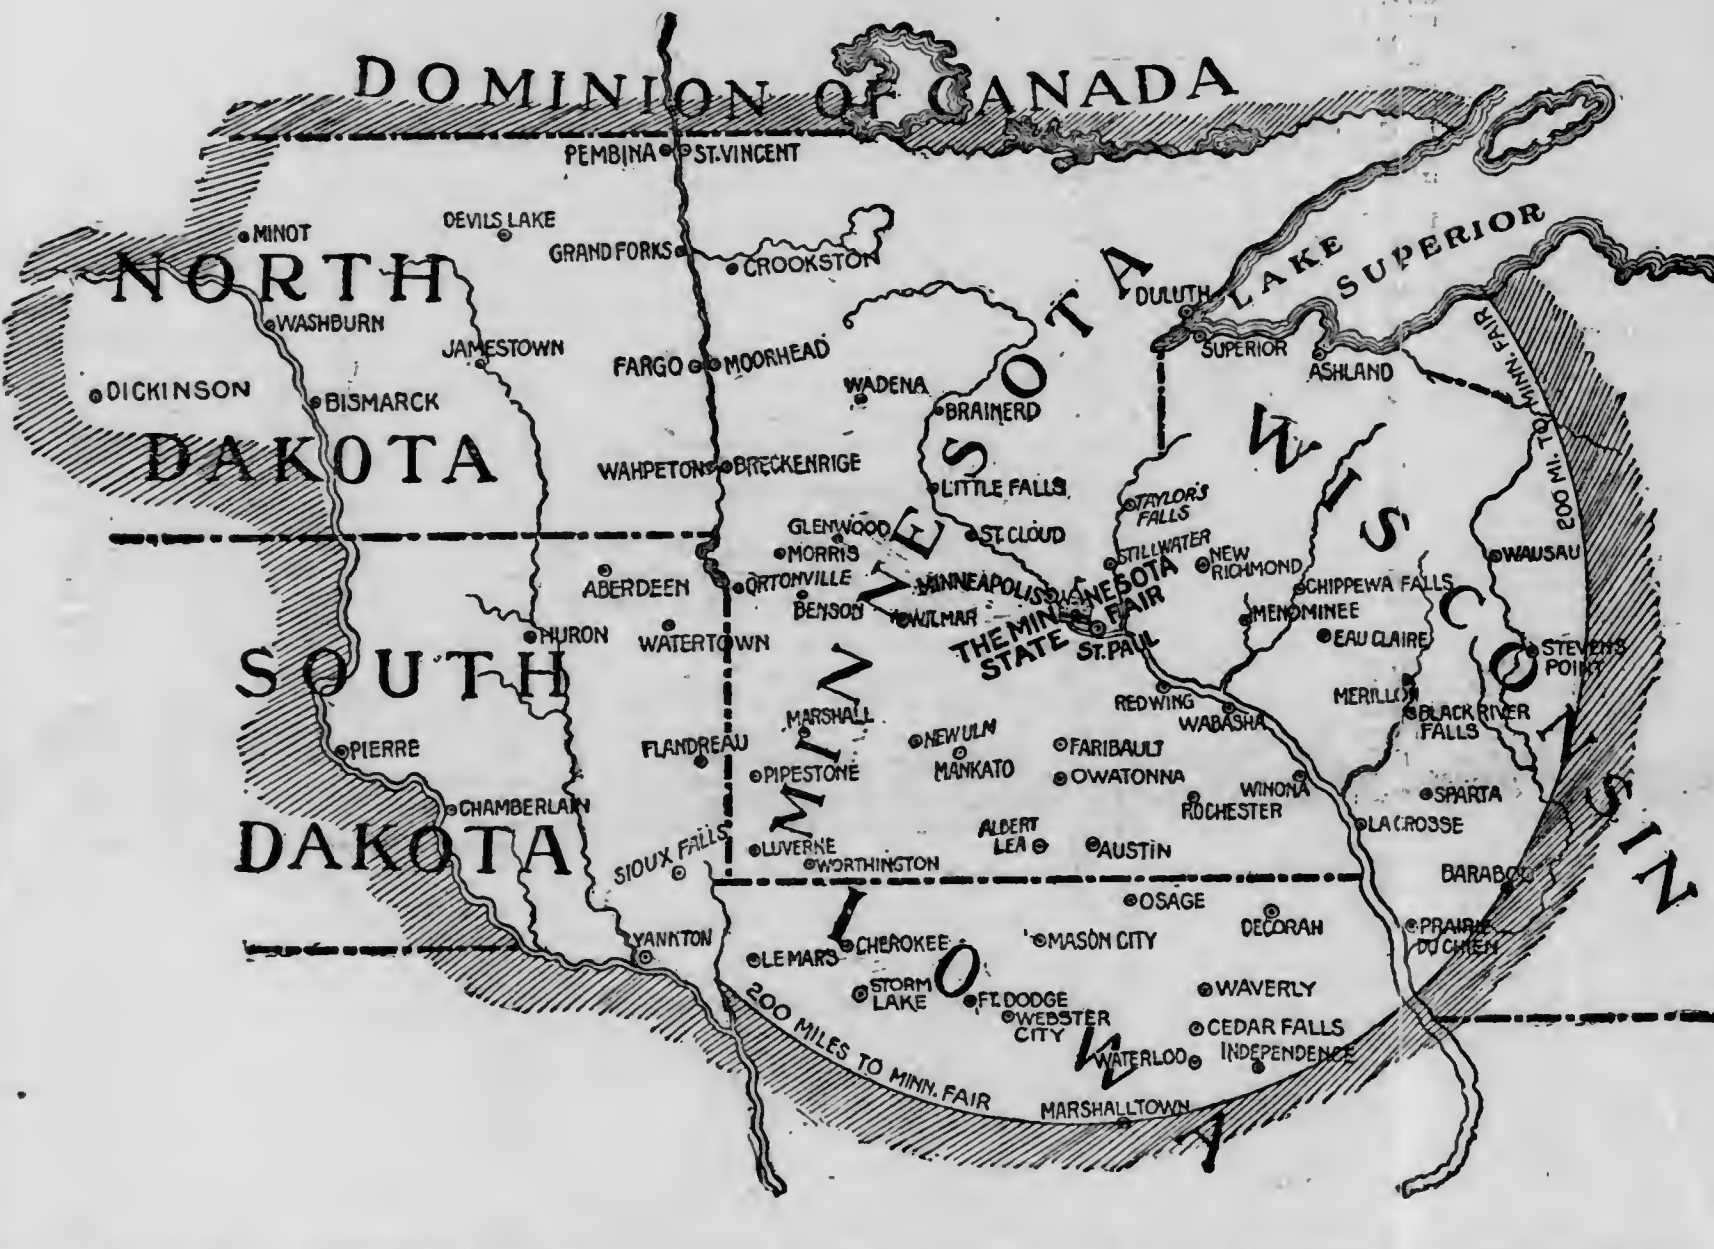 DOMINION OF CANADA
PEMBINA
ST. VINCENT
MINOT
DEVILS LAKE
GRAND FORKS
CROOKSTON
NORTH
DAKOTA
WASHBURN
JAMESTOWN
FARGO
MOORHEAD
DICKINSON
BISMARCK
WADENA
BRAINERD
WAHPETON
BRECKENRIGE
LITTLE FALLS
LAKE
SUPERIOR
DULUTH
SUPERIOR
ASHLAND
200 MI. TO MINN. FAIR
MINNESOTA
WISCONSIN
GLENWOOD
ST. CLOUD
MORRIS
TAYLOR'S
FALLS
STILLWATER
NEW
RICHMOND
WAUSAU
ABERDEEN
ORTONVILLE
BENSON
MINNEAPOLIS
WILMAR
THE MINNESOTA
STATE FAIR
ST. PAUL
CHIPPEWA FALLS
MENOMINEE
EAU CLAIRE
STEVENS
POINT
HURON
WATERTOWN
SOUTH
DAKOTA
REDWING
WABASHA
MERILLON
BLACK RIVER
FALLS
MARSHALL
NEW ULM
MANKATO
FARIBAULT
OWATONNA
PIERRE
FLANDREAU
PIPESTONE
WINONA
ROCHESTER
SPARTA
CHAMBERLAIN
ALBERT
LEA
AUSTIN
LA CROSSE
SIOUX FALLS
LUVERNE
WORTHINGTON
BARABOO
IOWA
OSAGE
DECORAH
PRAIRIE
DU CHIEN
YANKTON
LE MARS
CHEROKEE
MASON CITY
STORM
LAKE
FT. DODGE
WEBSTER
CITY
WAVERLY
CEDAR FALLS
WATERLOO
INDEPENDENCE
200 MILES TO MINN. FAIR
MARSHALLTOWN